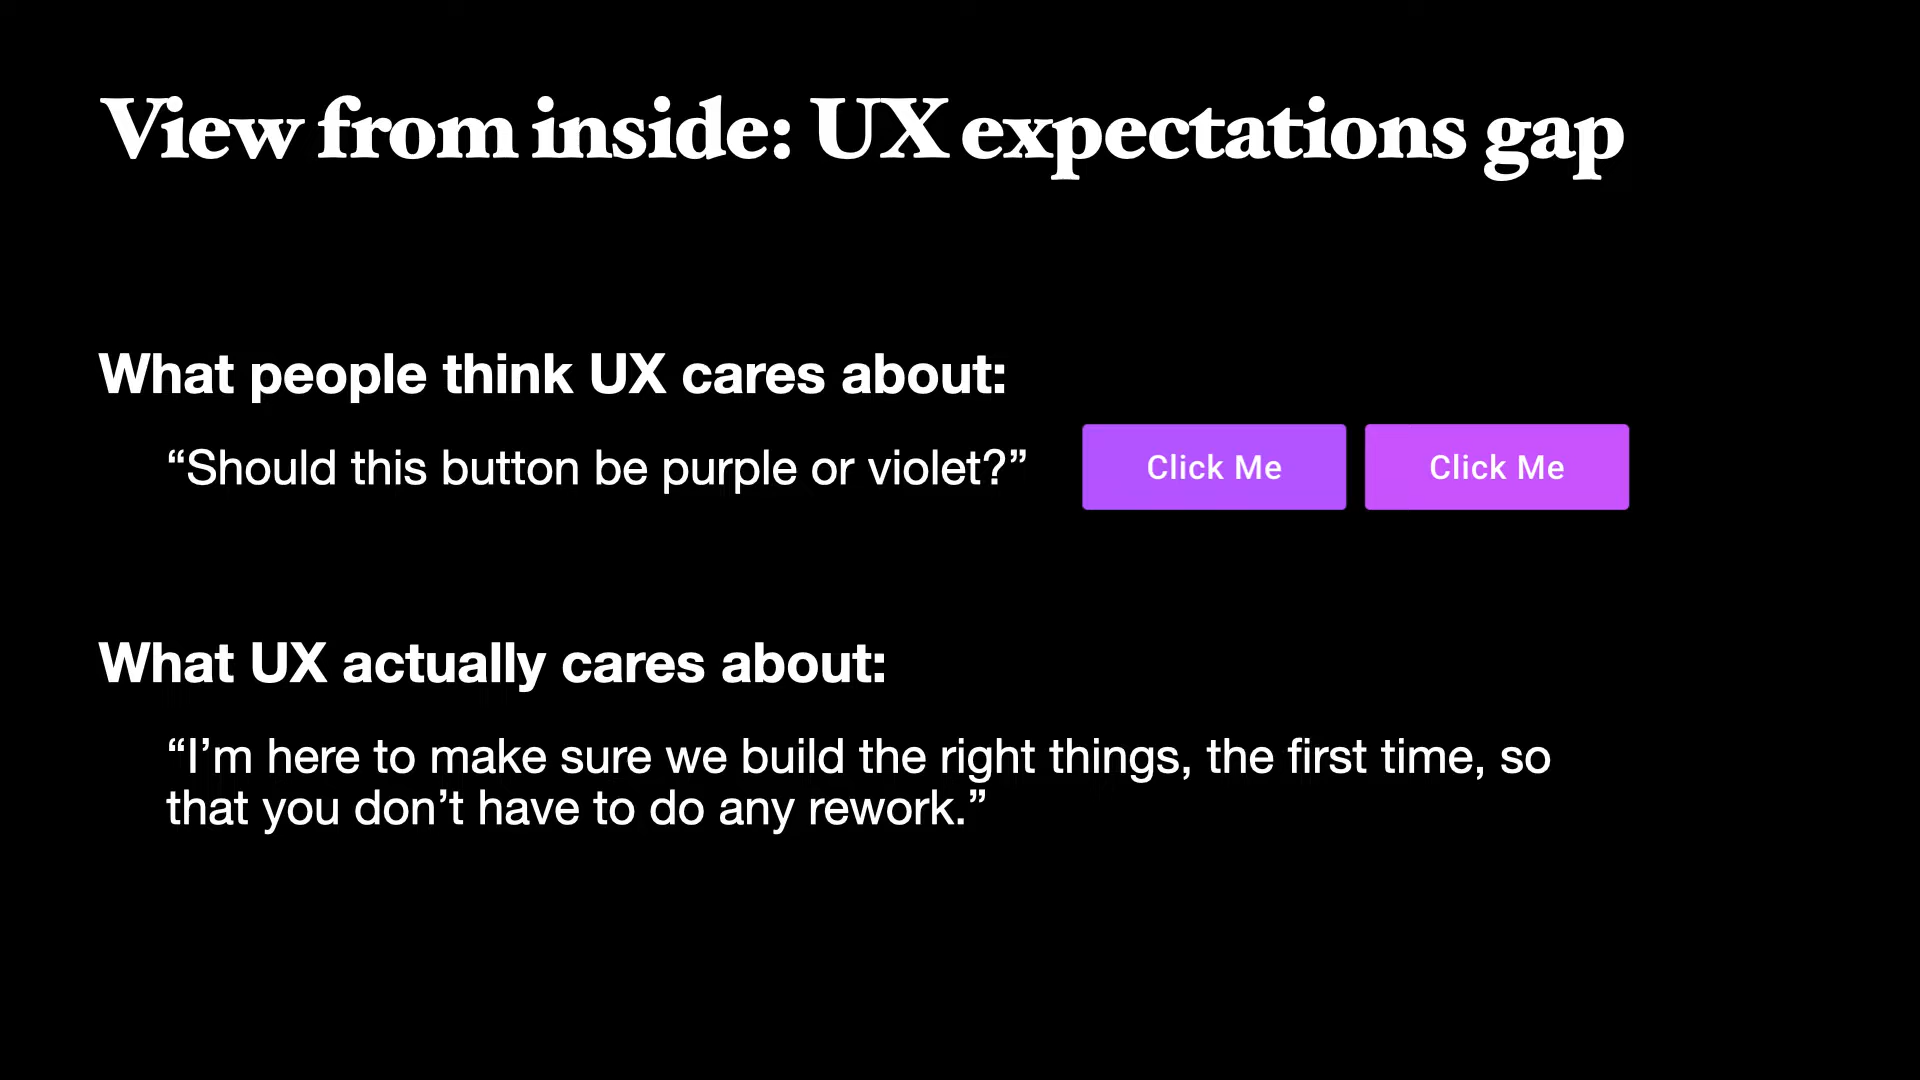 View from inside: UX expectations gap
What people think UX cares about:
“Should this button be purple or violet?”
Click Me
Click Me
What UX actually cares about:
“I’m here to make sure we build the right things, the first time, so
that you don’t have to do any rework.”